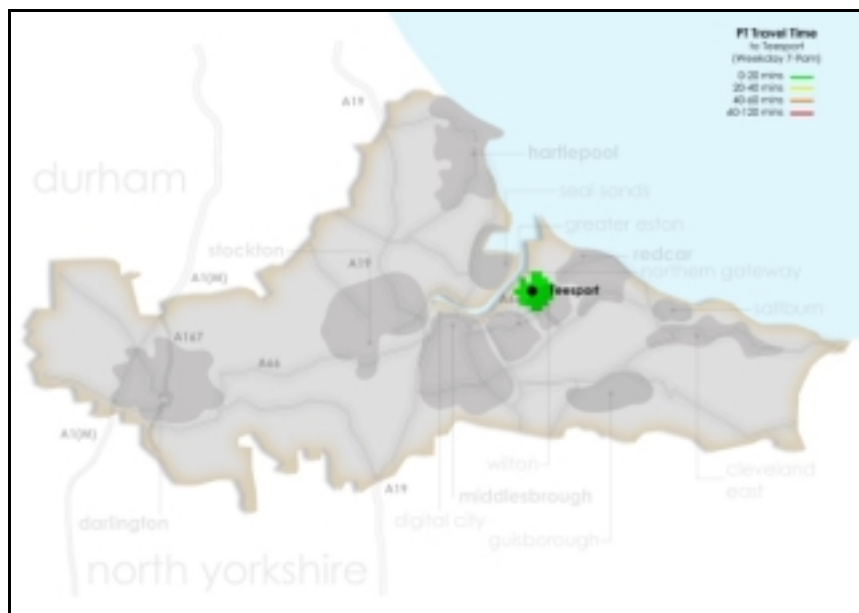 PT Travel Time
to Teesport
(Weekday 7-9am)
0-20 mins
20-40 mins
40-60 mins
60-120 mins
A19
hartlepool
durham
seal sands
greater eston
stockton
A19
redcar
northern gateway
A1(M)
Teesport
A66
saltburn
A167
A66
A1(M)
wilton
cleveland
east
A19
middlesbrough
digital city
darlington
guisborough
north yorkshire